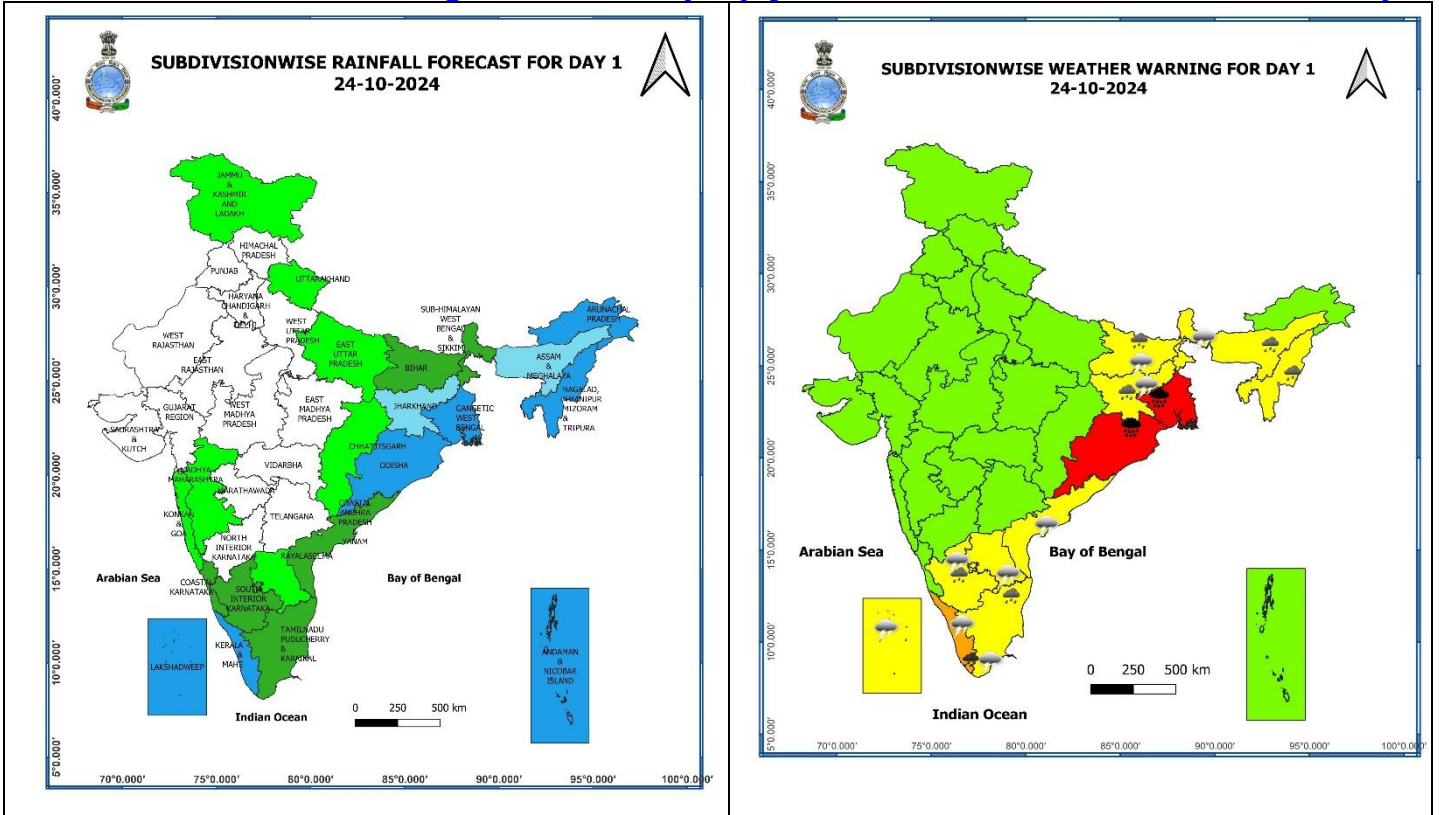 SUBDIVISIONWISE RAINFALL FORECAST FOR DAY 1
24-10-2024
40°0.000'
35°0.000'
30°0.000'
25°0.000'
20°0.000'
15°0.000'
10°0.000'
5°0.000'
JAMMU
&
KASHMIR
AND
LADAKH
HIMACHAL
PRADESH
PUNJAB
UTTARAKHAND
HARYANA
CHANDIGARH
&
DELHI
WEST
UTTAR
PRADESH
SUB-HIMALAYAN
WEST
BENGAL
&
SIKKIM
ARUNACHAL
PRADESH
WEST
RAJASTHAN
EAST
RAJASTHAN
EAST
UTTAR
PRADESH
BIHAR
ASSAM
&
MEGHALAYA
NAGALAD,
MANIPUR
MIZORAM
&
TRIPURA
GUJARAT
REGION
WEST
MADHYA
PRADESH
EAST
MADHYA
PRADESH
JHARKHAND
GANGETIC
WEST
BENGAL
SAURASHTRA
&
KUTCH
CHHATTISGARH
ODISHA
VIDARBHA
MADHYA
MAHARASHTRA
MARATHAWADA
TELANGANA
COASTAL
ANDHRA
PRADESH
&
YANAM
KONKAN
&
GOA
NORTH
INTERIOR
KARNATAKA
RAYALASEEMA
COASTAL
KARNATAKA
SOUTH
INTERIOR
KARNATAKA
TAMILNADU
PUDUCHERRY
&
KARAIKAL
KERALA
&
MAHE
LAKSHADWEEP
ANDAMAN
&
NICOBAR
ISLAND
Arabian Sea
Bay of Bengal
Indian Ocean
0 250 500 km
70°0.000' 75°0.000' 80°0.000' 85°0.000' 90°0.000' 95°0.000' 100°0.000'
SUBDIVISIONWISE WEATHER WARNING FOR DAY 1
24-10-2024
40°0.000'
35°0.000'
30°0.000'
25°0.000'
20°0.000'
15°0.000'
10°0.000'
5°0.000'
Arabian Sea
Bay of Bengal
Indian Ocean
0 250 500 km
70°0.000' 75°0.000' 80°0.000' 85°0.000' 90°0.000' 95°0.000' 100°0.000'